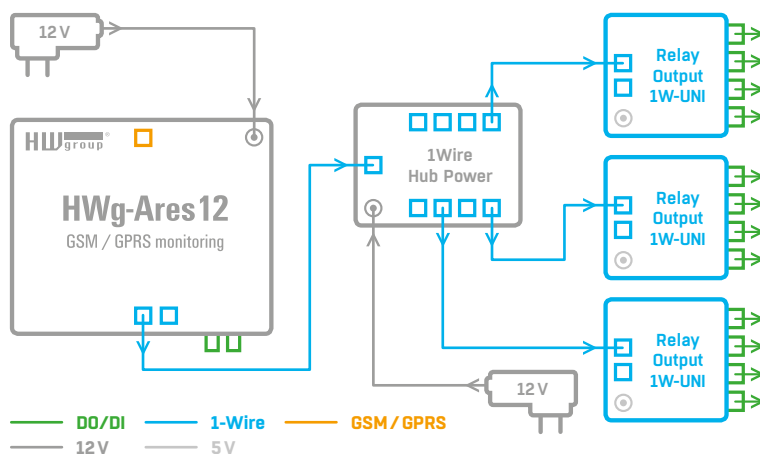 12 V
HW group®
HWg-Ares12
GSM / GPRS monitoring
1Wire
Hub Power
Relay
Output
1W-UNI
Relay
Output
1W-UNI
Relay
Output
1W-UNI
12 V
DO/DI
1-Wire
GSM / GPRS
12 V
5 V